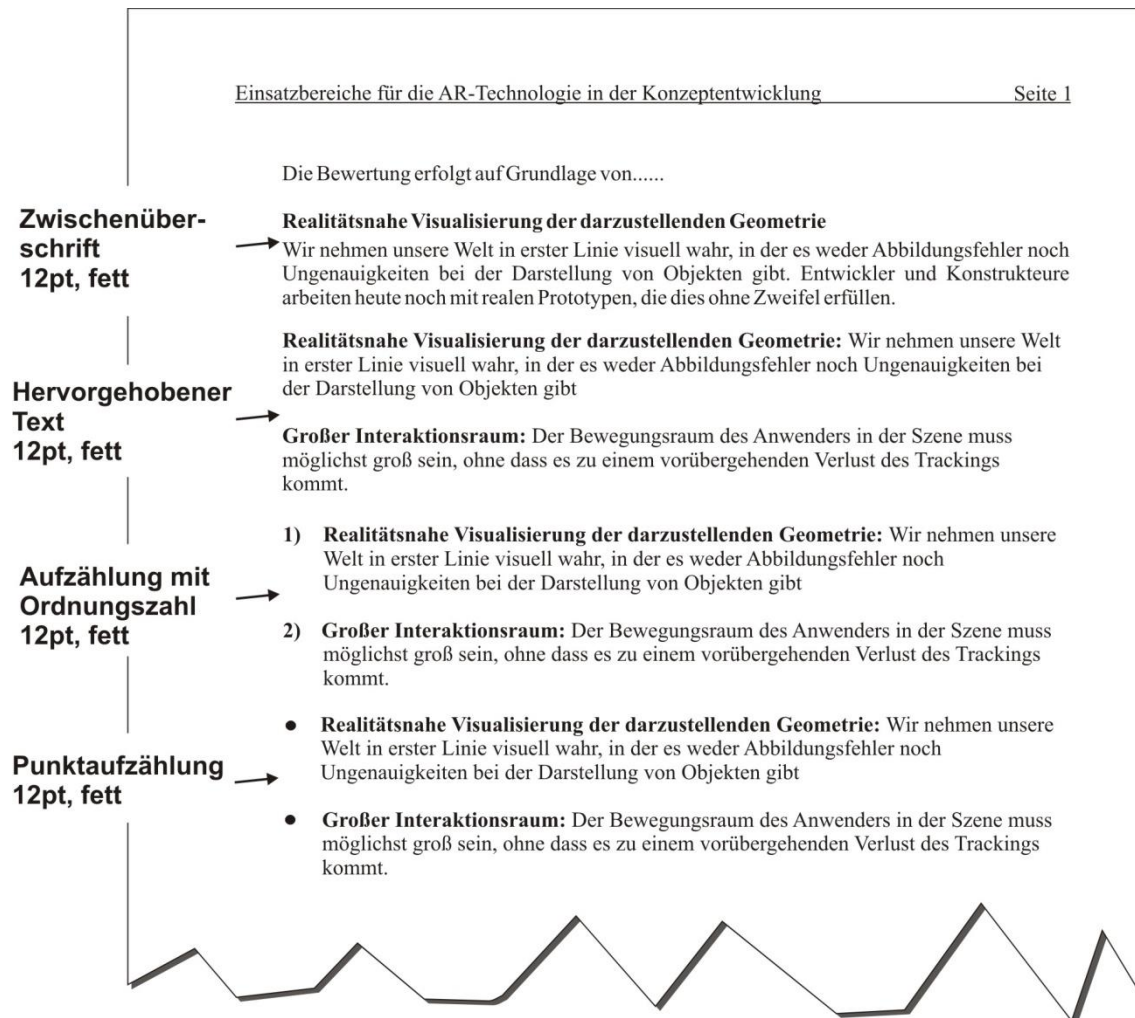 Einsatzbereiche für die AR-Technologie in der Konzeptentwicklung Seite 1
Die Bewertung erfolgt auf Grundlage von......
Zwischenüber-
schrift
12pt, fett
Realitätsnahe Visualisierung der darzustellenden Geometrie
Wir nehmen unsere Welt in erster Linie visuell wahr, in der es weder Abbildungsfehler noch
Ungenauigkeiten bei der Darstellung von Objekten gibt. Entwickler und Konstrukteure
arbeiten heute noch mit realen Prototypen, die dies ohne Zweifel erfüllen.
Hervorgehobener
Text
12pt, fett
Realitätsnahe Visualisierung der darzustellenden Geometrie: Wir nehmen unsere Welt
in erster Linie visuell wahr, in der es weder Abbildungsfehler noch Ungenauigkeiten bei
der Darstellung von Objekten gibt
Großer Interaktionsraum: Der Bewegungsraum des Anwenders in der Szene muss
möglichst groß sein, ohne dass es zu einem vorübergehenden Verlust des Trackings
kommt.
Aufzählung mit
Ordnungszahl
12pt, fett
1) Realitätsnahe Visualisierung der darzustellenden Geometrie: Wir nehmen unsere
Welt in erster Linie visuell wahr, in der es weder Abbildungsfehler noch
Ungenauigkeiten bei der Darstellung von Objekten gibt
2) Großer Interaktionsraum: Der Bewegungsraum des Anwenders in der Szene muss
möglichst groß sein, ohne dass es zu einem vorübergehenden Verlust des Trackings
kommt.
Punktaufzählung
12pt, fett
● Realitätsnahe Visualisierung der darzustellenden Geometrie: Wir nehmen unsere
Welt in erster Linie visuell wahr, in der es weder Abbildungsfehler noch
Ungenauigkeiten bei der Darstellung von Objekten gibt
● Großer Interaktionsraum: Der Bewegungsraum des Anwenders in der Szene muss
möglichst groß sein, ohne dass es zu einem vorübergehenden Verlust des Trackings
kommt.